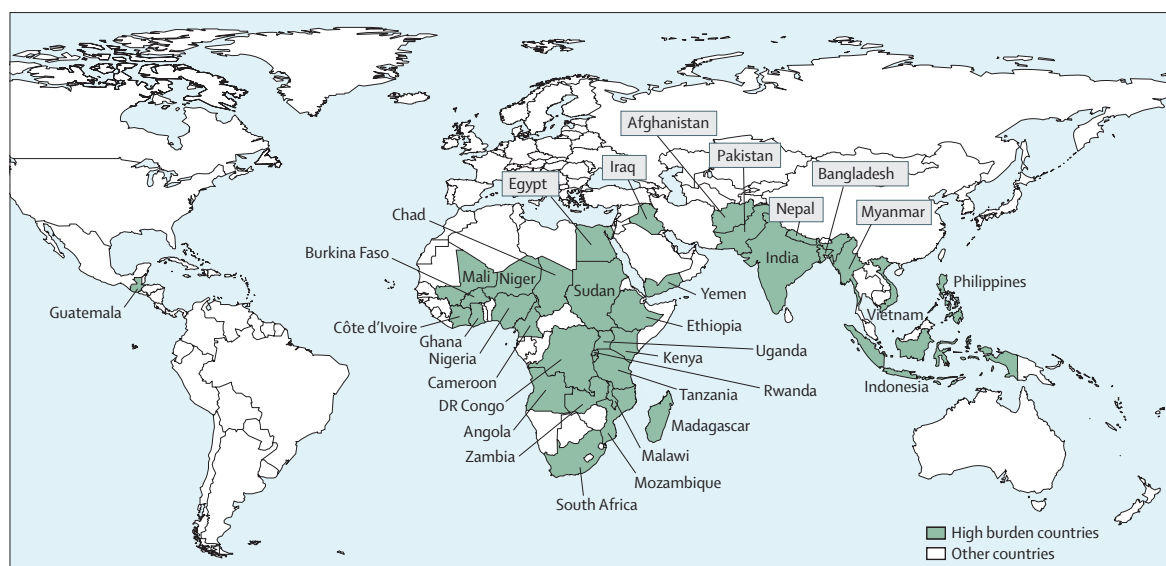 Afghanistan
Pakistan
Iraq
Bangladesh
Egypt
Nepal
Myanmar
Chad
Burkina Faso
Mali
Niger
India
Philippines
Sudan
Yemen
Guatemala
Vietnam
Côte d'Ivoire
Ethiopia
Ghana
Nigeria
Uganda
Kenya
Cameroon
Rwanda
Indonesia
Tanzania
DR Congo
Madagascar
Angola
Zambia
Malawi
Mozambique
South Africa
High burden countries
Other countries